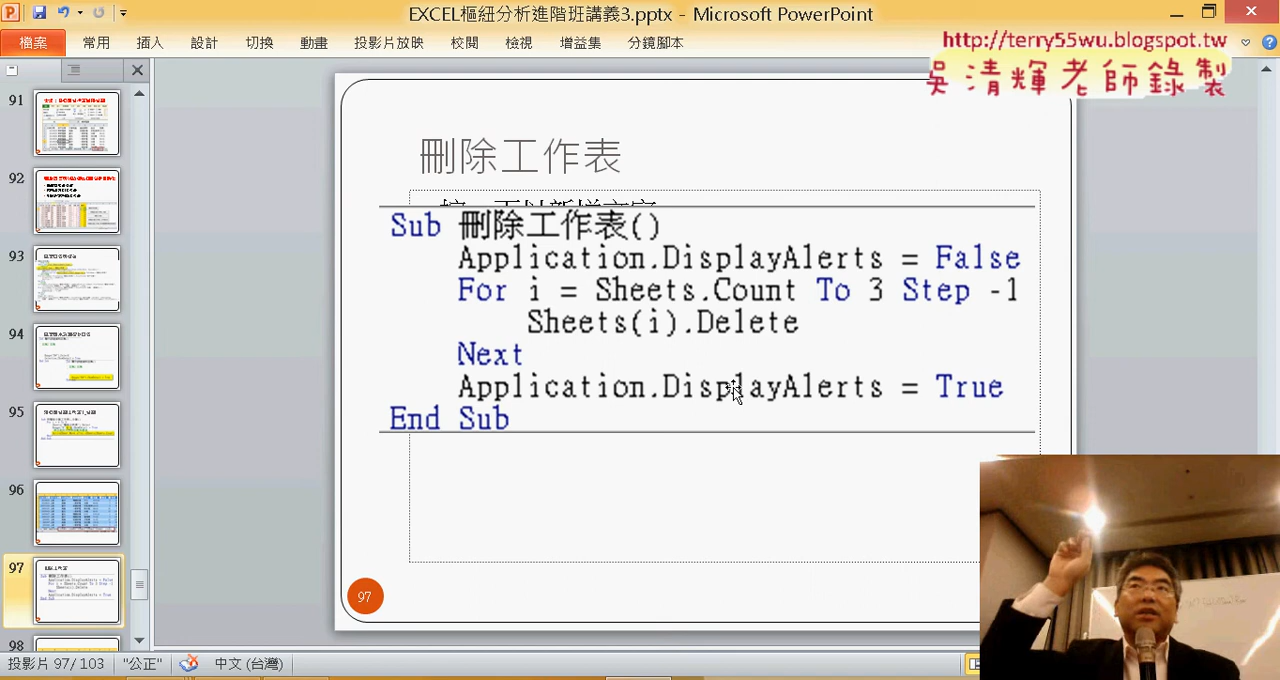 EXCEL樞紐分析進階班講義3.pptx - Microsoft PowerPoint
檔案 常用 插入 設計 切換 動畫 投影片放映 校閱 檢視 增益集 分鏡腳本
http://terry55wu.blogspot.tw
吳清輝老師錄製
91
92
93
94
95
96
97
98
刪除工作表
Sub 刪除工作表()
Application.DisplayAlerts = False
For i = Sheets.Count To 3 Step -1
Sheets(i).Delete
Next
Application.DisplayAlerts = True
End Sub
97
投影片 97/ 103 "公正" 中文 (台灣)